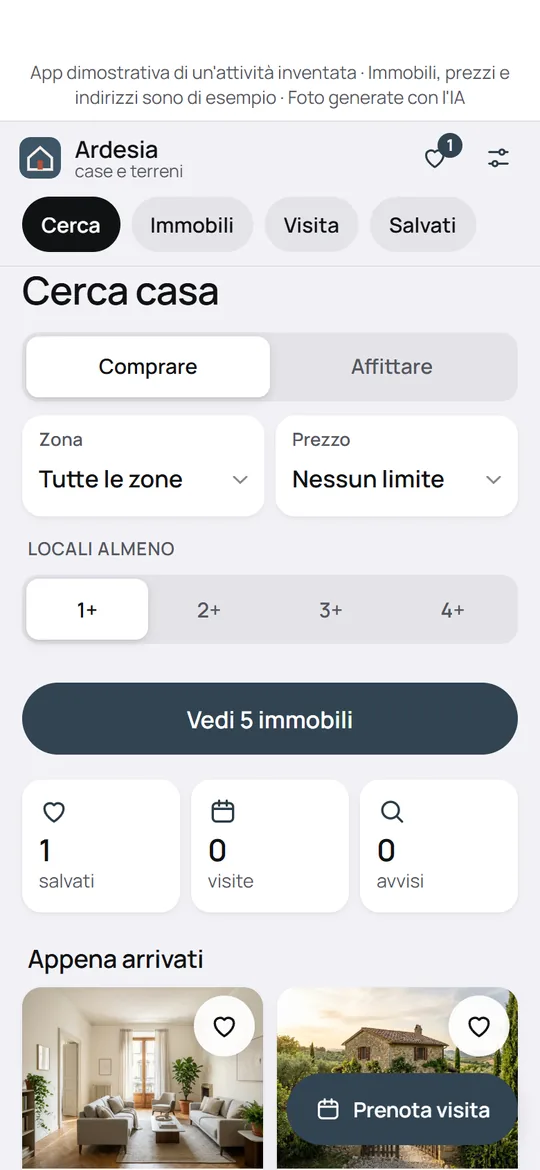 App dimostrativa di un'attività inventata · Immobili, prezzi e
indirizzi sono di esempio · Foto generate con l'IA
Ardesia
case e terreni
1
Cerca
Immobili
Visita
Salvati
Cerca casa
Comprare
Affittare
Zona
Tutte le zone
Prezzo
Nessun limite
LOCALI ALMENO
1+
2+
3+
4+
Vedi 5 immobili
1
salvati
0
visite
0
avvisi
Appena arrivati
Prenota visita